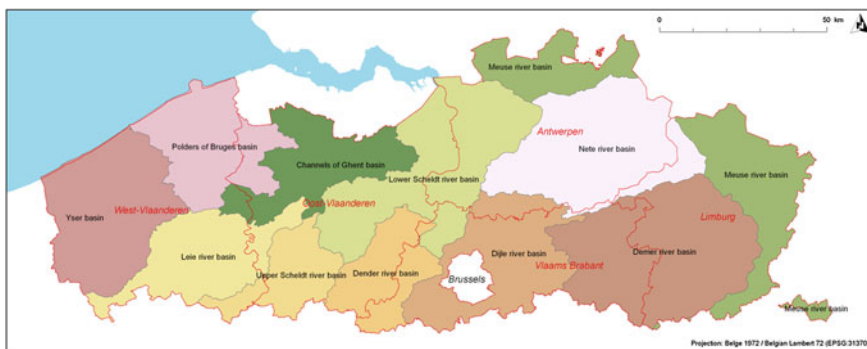 0 50 km
Meuse river basin
Antwerpen
Polders of Bruges basin
Nete river basin
Channels of Ghent basin
Meuse river basin
Lower Scheldt river basin
West-Vlaanderen
Oost-Vlaanderen
Limburg
Yser basin
Leie river basin
Dijle river basin
Demer river basin
Vlaams Brabant
Upper Scheldt river basin
Dender river basin
Brussels
Meuse river basin
Projection: Belge 1972 / Belgian Lambert 72 (EPSG:31370)